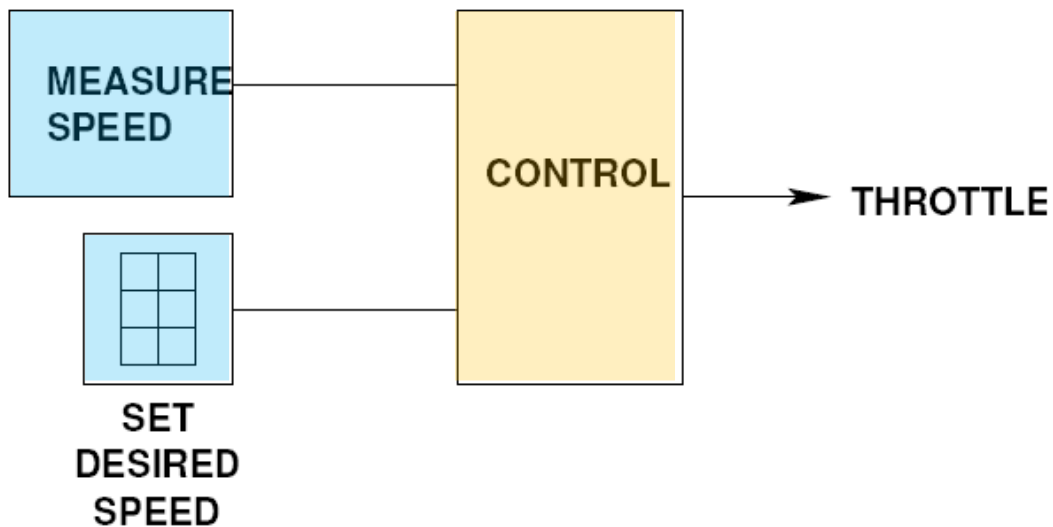 MEASURE
SPEED
CONTROL
THROTTLE
SET
DESIRED
SPEED